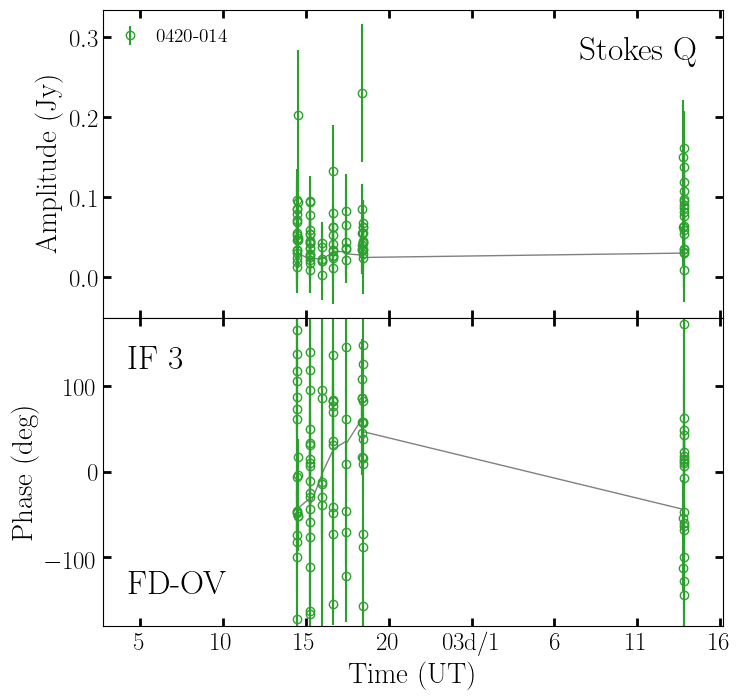 0420-014
Stokes Q
0.3
0.2
0.1
0.0
Amplitude (Jy)
IF 3
100
0
−100
Phase (deg)
FD-OV
5 10 15 20 03d/1 6 11 16
Time (UT)